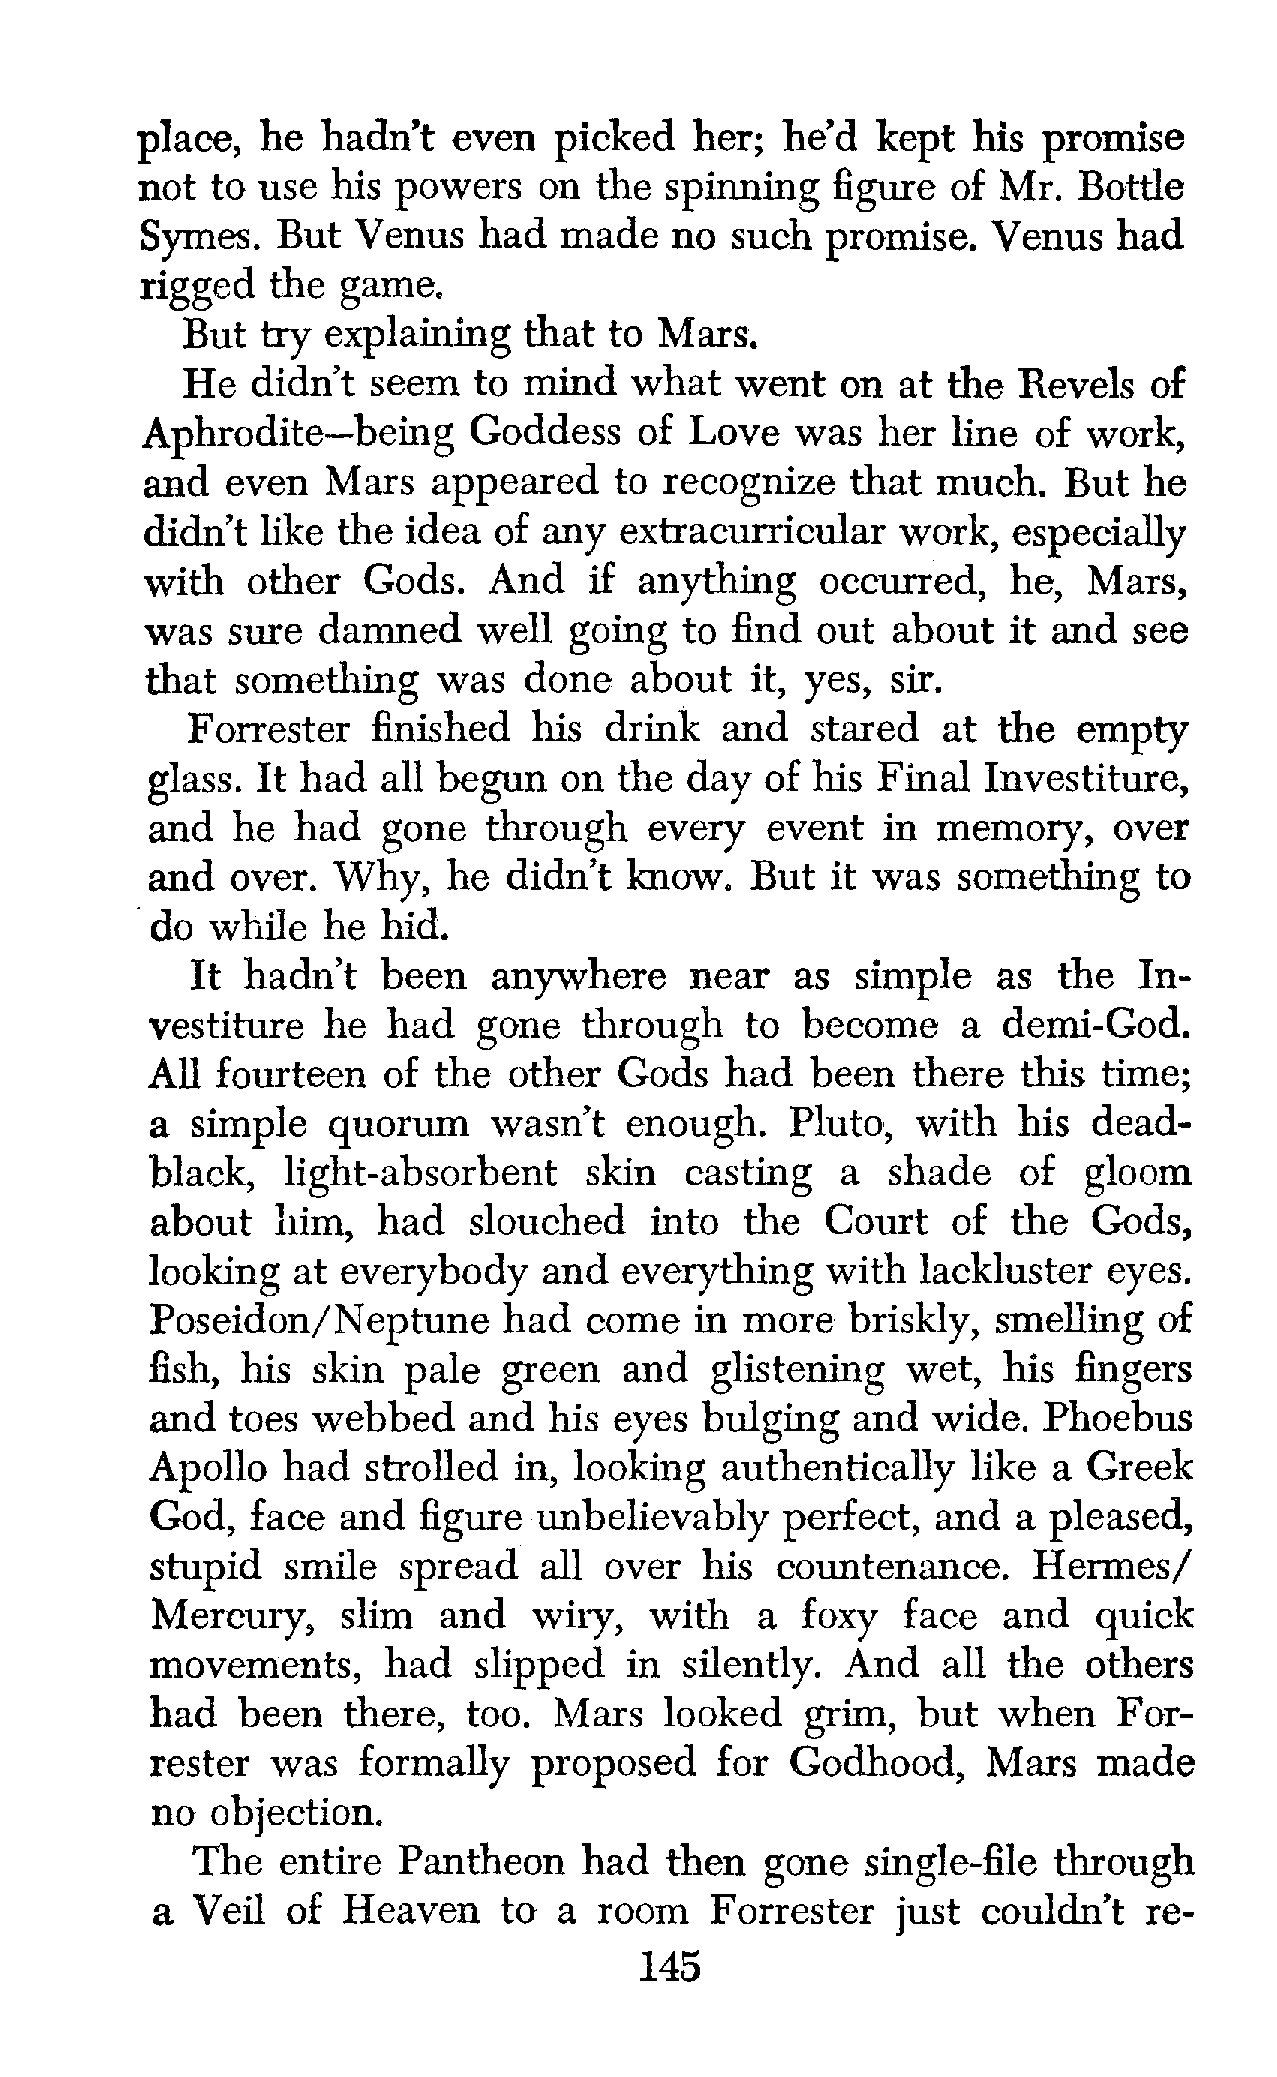 place, he hadn't even picked her; he'd kept his promise
not to use his powers on the spinning figure of Mr. Bottle
Symes. But Venus had made no such promise. Venus had
rigged the game.
But try explaining that to Mars.
He didn't seem to mind what went on at the Revels of
Aphrodite—being Goddess of Love was her line of work,
and even Mars appeared to recognize that much. But he
didn't like the idea of any extracurricular work, especially
with other Gods. And if anything occurred, he, Mars,
was sure damned well going to find out about it and see
that something was done about it, yes, sir.
Forrester finished his drink and stared at the empty
glass. It had all begun on the day of his Final Investiture,
and he had gone through every event in memory, over
and over. Why, he didn't know. But it was something to
do while he hid.
It hadn't been anywhere near as simple as the In-
vestiture he had gone through to become a demi-God.
All fourteen of the other Gods had been there this time;
a simple quorum wasn't enough. Pluto, with his dead-
black, light-absorbent skin casting a shade of gloom
about him, had slouched into the Court of the Gods,
looking at everybody and everything with lackluster eyes.
Poseidon/Neptune had come in more briskly, smelling of
fish, his skin pale green and glistening wet, his fingers
and toes webbed and his eyes bulging and wide. Phoebus
Apollo had strolled in, looking authentically like a Greek
God, face and figure unbelievably perfect, and a pleased,
stupid smile spread all over his countenance. Hermes/
Mercury, slim and wiry, with a foxy face and quick
movements, had slipped in silently. And all the others
had been there, too. Mars looked grim, but when For-
rester was formally proposed for Godhood, Mars made
no objection.
The entire Pantheon had then gone single-file through
a Veil of Heaven to a room Forrester just couldn't re-
145